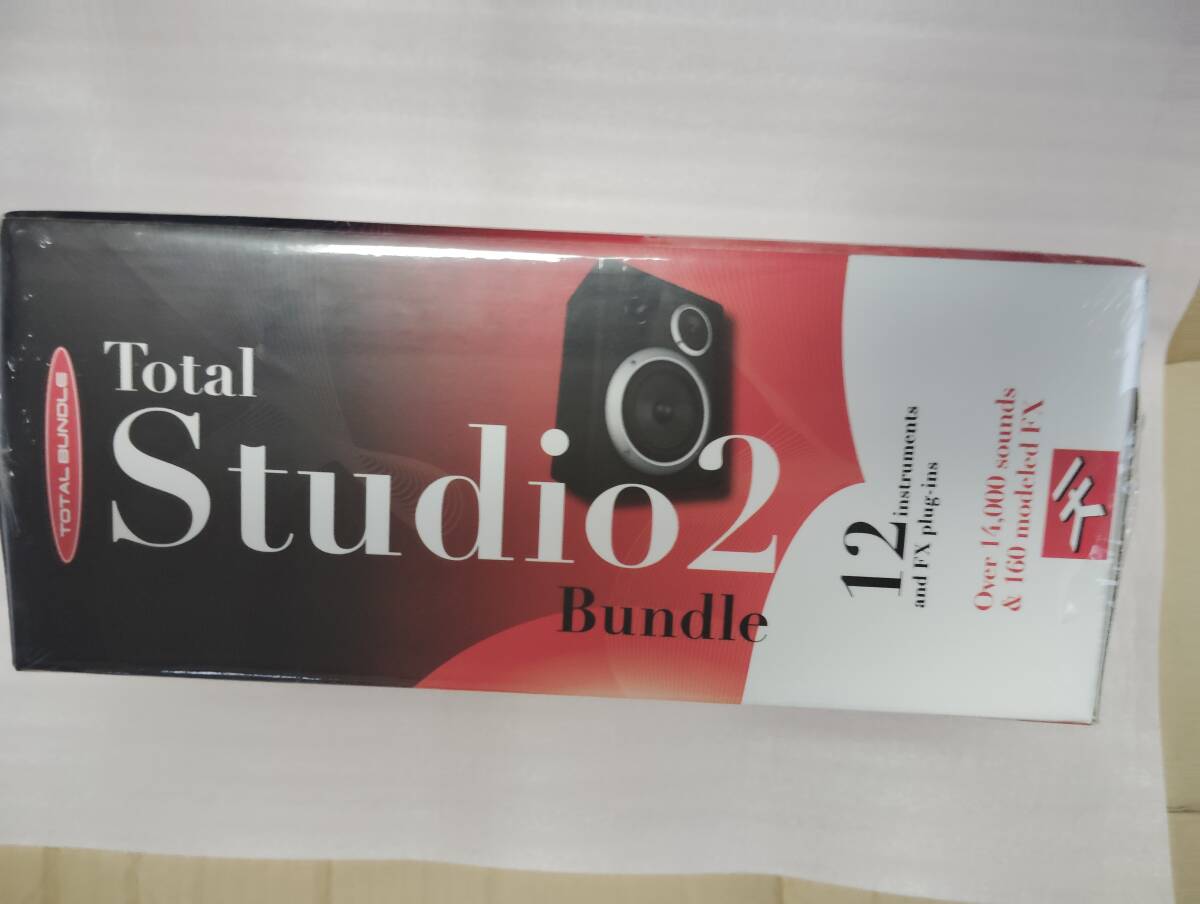 TOTAL BUNDLE
Total
Studio2
Bundle
12
instruments
and FX plug-ins
Over 14,000 sounds
& 160 modeled FX